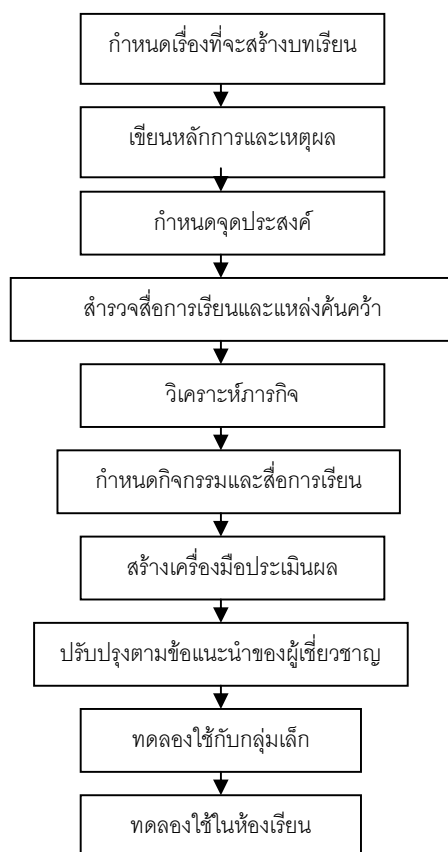 กำหนดเรื่องที่จะสร้างบทเรียน
เขียนหลักการและเหตุผล
กำหนดจุดประสงค์
สำรวจสื่อการเรียนและแหล่งค้นคว้า
วิเคราะห์ภารกิจ
กำหนดกิจกรรมและสื่อการเรียน
สร้างเครื่องมือประเมินผล
ปรับปรุงตามข้อแนะนำของผู้เชี่ยวชาญ
ทดลองใช้กับกลุ่มเล็ก
ทดลองใช้ในห้องเรียน